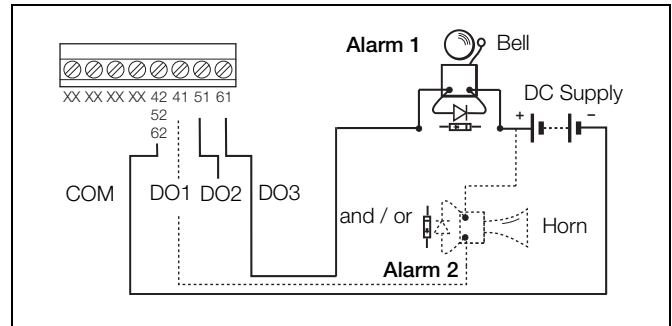 Alarm 1
Bell
DC Supply
+ −
XX XX XX XX 42 41 51 61
52
62
COM DO1 DO2 DO3
and / or
Horn
Alarm 2